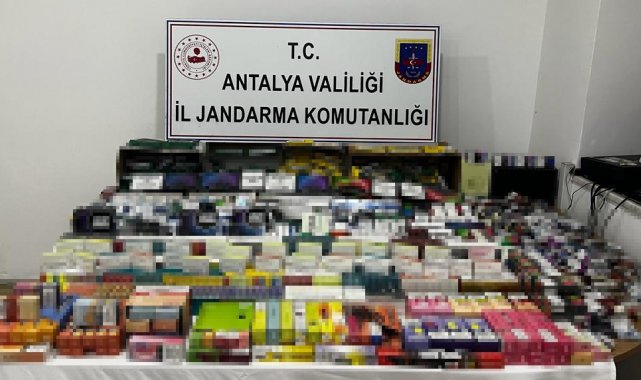 T.C.
ANTALYA VALİLİĞİ
İL JANDARMA KOMUTANLIĞI